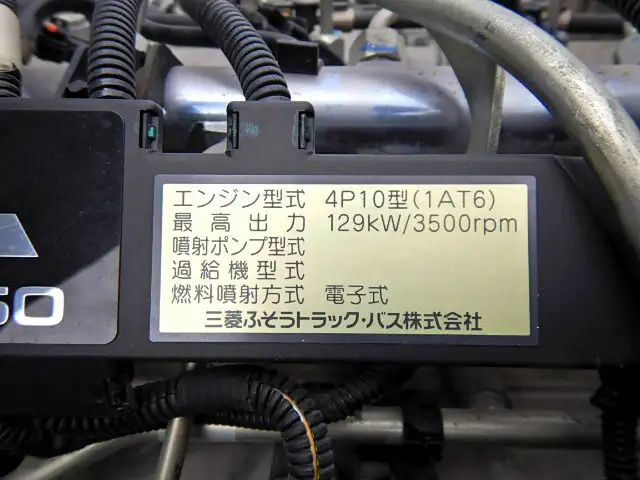 エンジン型式 4P10型(1AT6)
最高出力 129kW/3500rpm
噴射ポンプ型式
過給機型式
燃料噴射方式 電子式
三菱ふそうトラック・バス株式会社
50